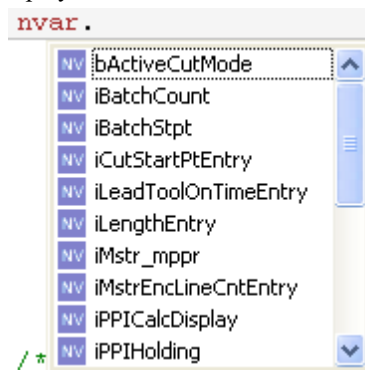 nvar.
NV bActiveCutMode
NV iBatchCount
NV iBatchStpt
NV iCutStartPtEntry
NV iLeadToolOnTimeEntry
NV iLengthEntry
NV iMstr_mppr
NV iMstrEncLineCntEntry
NV iPPICalcDisplay
/* NV iPPIHolding